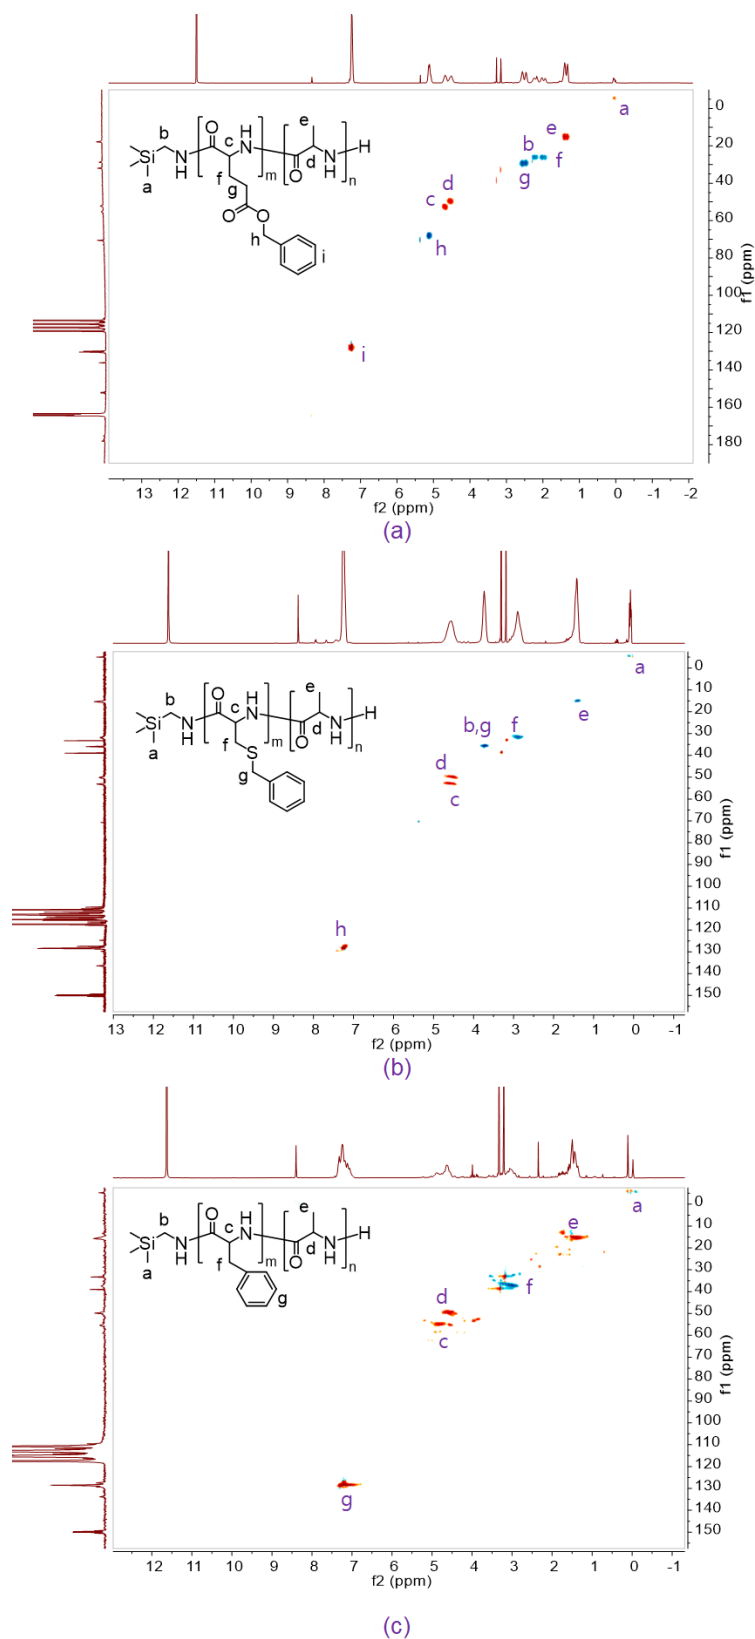 0
20
40
60
80
100
120
140
160
180
f1 (ppm)
a
e
b
f
g
d
c
h
i
e
b
O
H
c
N
H
Si
N
H
a
f
m
O
d
N
H
n
g
O
O
h
i
13 12 11 10 9 8 7 6 5 4 3 2 1 0 -1 -2
f2 (ppm)
(a)
0
10
20
30
40
50
60
70
80
90
100
110
120
130
140
150
f1 (ppm)
a
e
b,g
f
d
c
h
e
b
O
H
c
N
H
Si
N
H
a
f
m
O
d
N
H
n
S
g
13 12 11 10 9 8 7 6 5 4 3 2 1 0 -1
f2 (ppm)
(b)
0
10
20
30
40
50
60
70
80
90
100
110
120
130
140
150
f1 (ppm)
a
e
f
d
c
g
e
b
O
H
c
N
H
Si
N
H
a
f
m
O
d
N
H
n
g
12 11 10 9 8 7 6 5 4 3 2 1 0 -1
f2 (ppm)
(c)